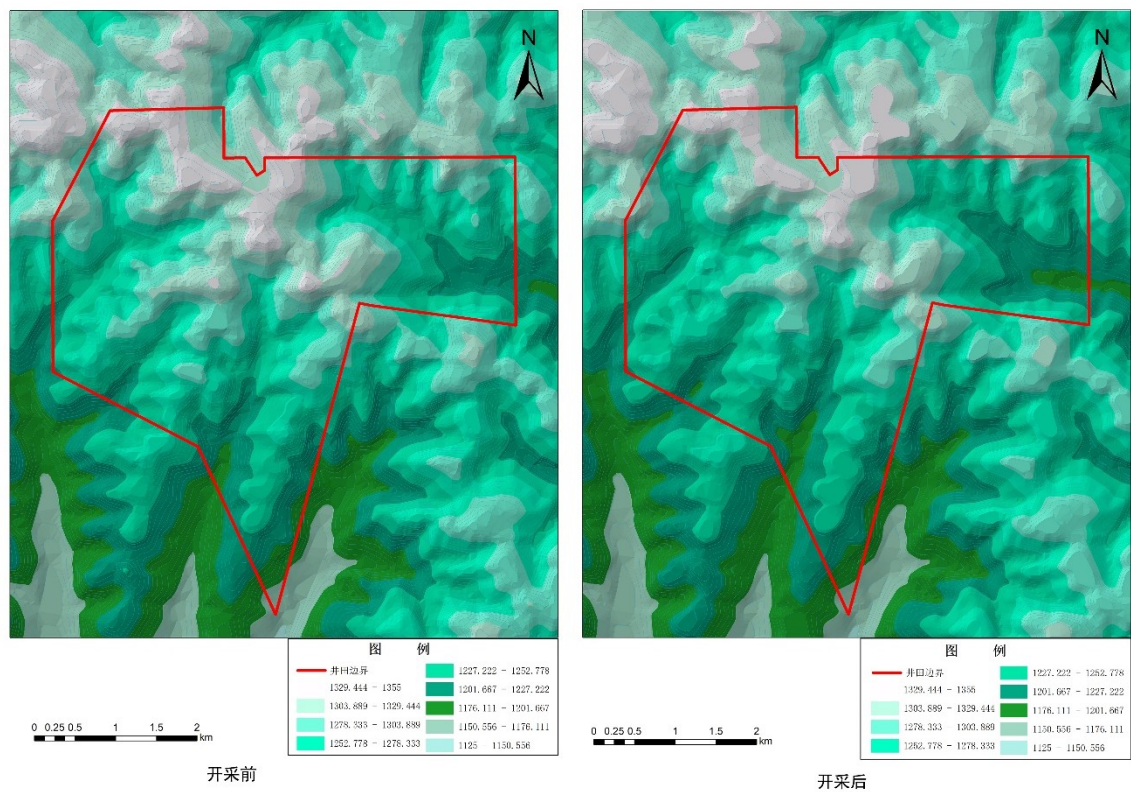 N
N
图 例
井田边界
1329.444 - 1355
1303.889 - 1329.444
1278.333 - 1303.889
1252.778 - 1278.333
1227.222 - 1252.778
1201.667 - 1227.222
1176.111 - 1201.667
1150.556 - 1176.111
1125 1150.556
0 0.25 0.5 1 1.5 2
km
开采前
图 例
井田边界
1329.444 - 1355
1303.889 - 1329.444
1278.333 - 1303.989
1252.778 - 1278.333
1227.222 - 1252.778
1201.667 - 1227.222
1176.111 - 1201.667
1150.556 - 1176.111
1125 - 1150.556
0 0.25 0.5 1 1.5 2
km
开采后